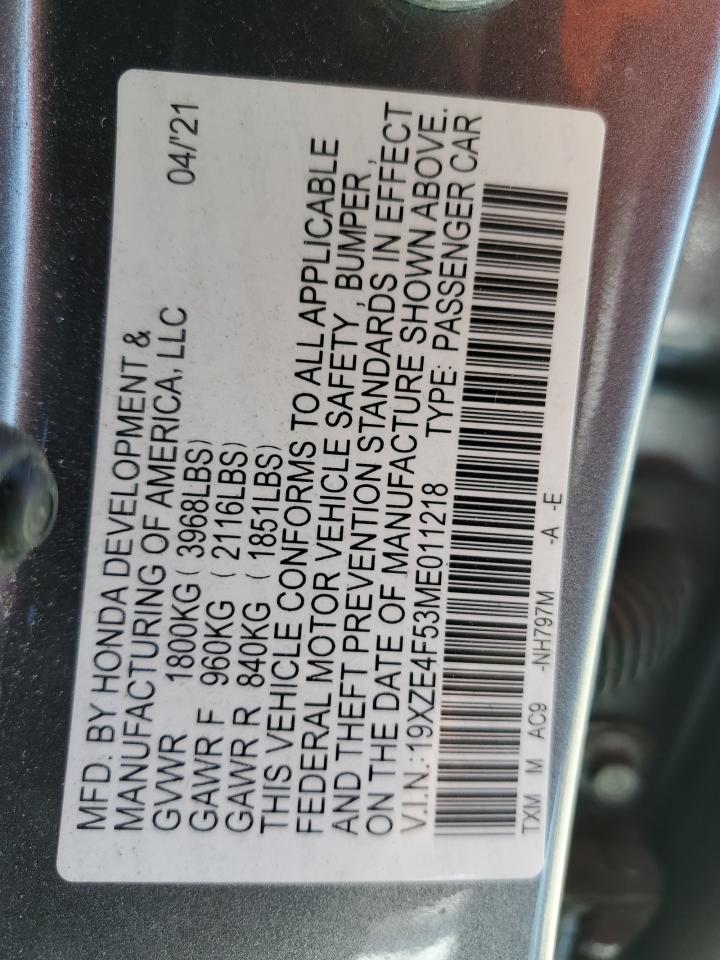 MFD. BY HONDA DEVELOPMENT &
MANUFACTURING OF AMERICA, LLC
04/'21
GVWR 1800KG ( 3968LBS)
GAWR F 960KG ( 2116LBS)
GAWR R 840KG ( 1851LBS)
THIS VEHICLE CONFORMS TO ALL APPLICABLE
FEDERAL MOTOR VEHICLE SAFETY , BUMPER ,
AND THEFT PREVENTION STANDARDS IN EFFECT
ON THE DATE OF MANUFACTURE SHOWN ABOVE.
V.I.N.: 19XZE4F53ME011218 TYPE: PASSENGER CAR
TXM M AC9 -NH797M -A -E